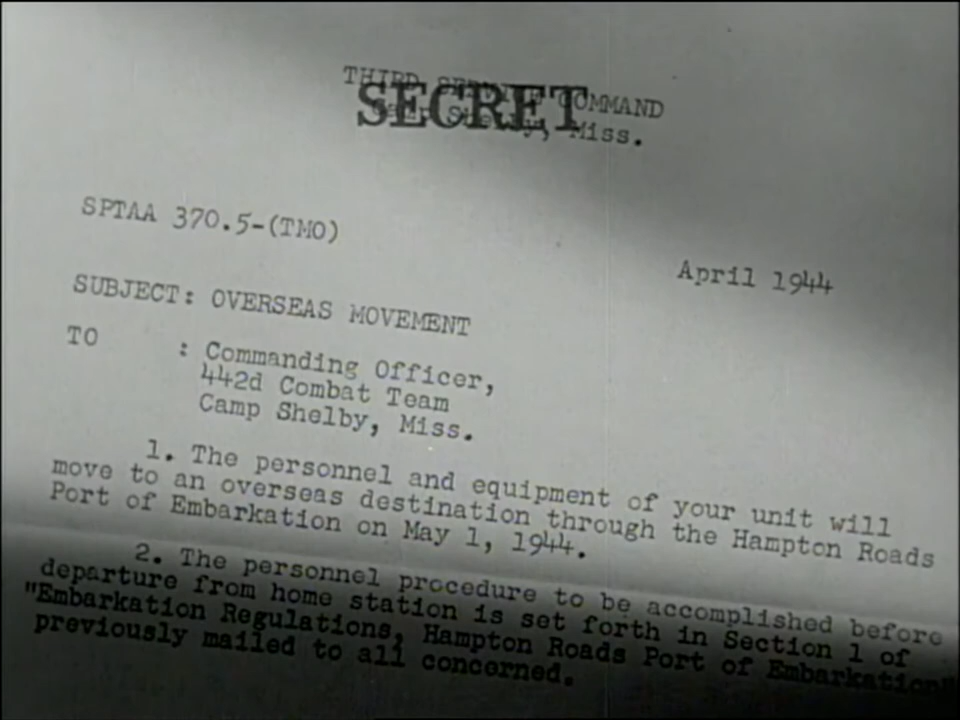 THIRD SERVICE COMMAND
SECRET
Camp Shelby, Miss.
SPTAA 370.5-(TMO)
April 1944
SUBJECT: OVERSEAS MOVEMENT
TO : Commanding Officer,
442d Combat Team
Camp Shelby, Miss.
1. The personnel and equipment of your unit will
move to an overseas destination through the Hampton Roads
Port of Embarkation on May 1, 1944.
2. The personnel procedure to be accomplished before
departure from home station is set forth in Section 1 of
"Embarkation Regulations, Hampton Roads Port of Embarkation"
previously mailed to all concerned.